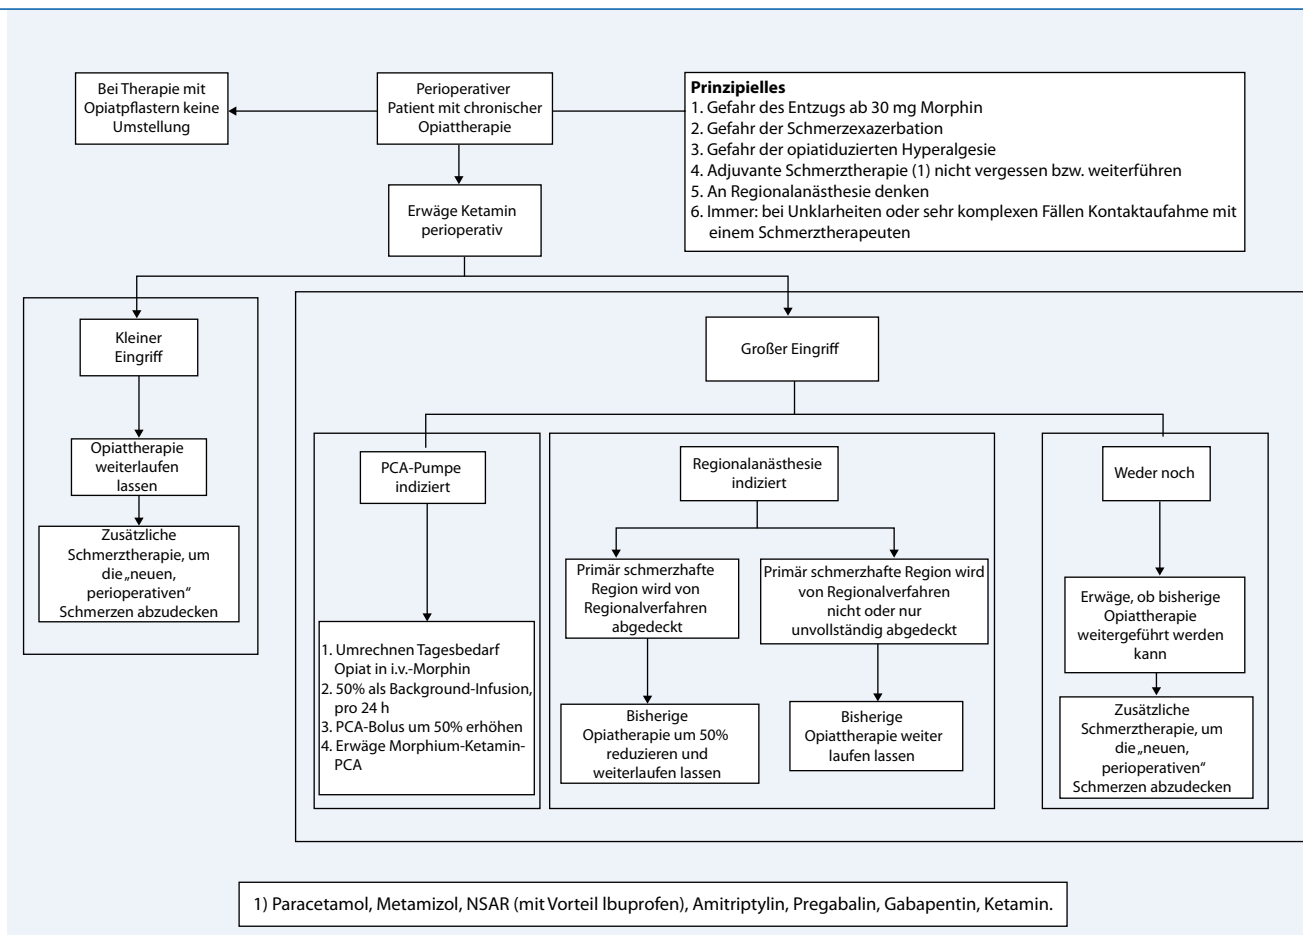 Bei Therapie mit
Opiatpflastern keine
Umstellung
Perioperativer
Patient mit chronischer
Opiattherapie
Prinzipielles
1. Gefahr des Entzugs ab 30 mg Morphin
2. Gefahr der Schmerzexazerbation
3. Gefahr der opiatiduzierten Hyperalgesie
4. Adjuvante Schmerztherapie (1) nicht vergessen bzw. weiterführen
5. An Regionalanästhesie denken
6. Immer: bei Unklarheiten oder sehr komplexen Fällen Kontaktaufahme mit
einem Schmerztherapeuten
Erwäge Ketamin
perioperativ
Kleiner
Eingriff
Opiattherapie
weiterlaufen
lassen
Zusätzliche
Schmerztherapie, um
die „neuen,
perioperativen“
Schmerzen abzudecken
Großer Eingriff
PCA-Pumpe
indiziert
1. Umrechnen Tagesbedarf
Opiat in i.v.-Morphin
2. 50% als Background-Infusion,
pro 24 h
3. PCA-Bolus um 50% erhöhen
4. Erwäge Morphium-Ketamin-
PCA
Regionalanästhesie
indiziert
Primär schmerzhafte
Region wird von
Regionalverfahren
abgedeckt
Bisherige
Opiatherapie um 50%
reduzieren und
weiterlaufen lassen
Primär schmerzhafte Region wird
von Regionalverfahren
nicht oder nur
unvollständig abgedeckt
Bisherige
Opiattherapie weiter
laufen lassen
Weder noch
Erwäge, ob bisherige
Opiattherapie
weitergeführt werden
kann
Zusätzliche
Schmerztherapie, um
die „neuen,
perioperativen“
Schmerzen abzudecken
1) Paracetamol, Metamizol, NSAR (mit Vorteil Ibuprofen), Amitriptylin, Pregabalin, Gabapentin, Ketamin.